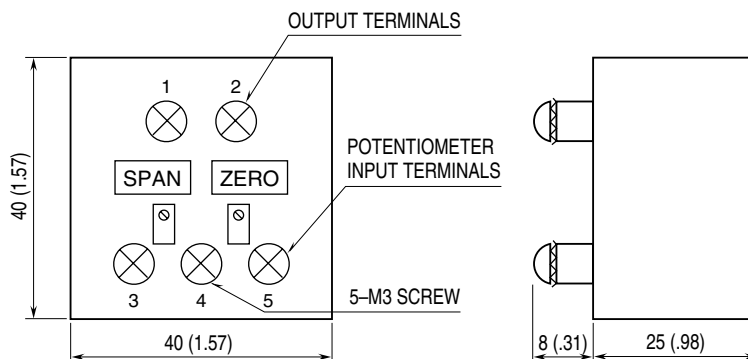 OUTPUT TERMINALS
1 2
POTENTIOMETER
INPUT TERMINALS
SPAN ZERO
40 (1.57)
3 4 5
5–M3 SCREW
40 (1.57)
8 (.31) 25 (.98)